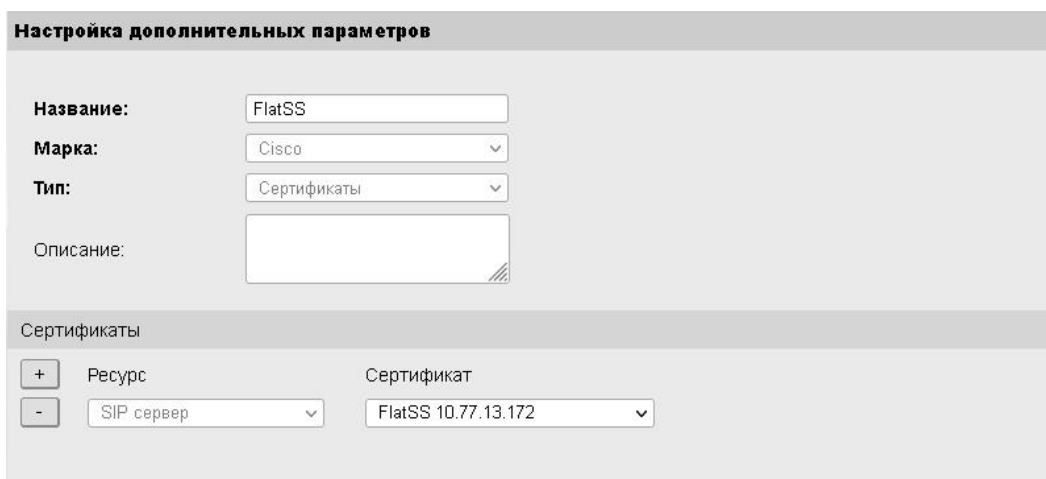 Настройка дополнительных параметров
Название: FlatSS
Марка: Cisco
Тип: Сертификаты
Описание:
Сертификаты
+ Ресурс Сертификат
- SIP сервер FlatSS 10.77.13.172